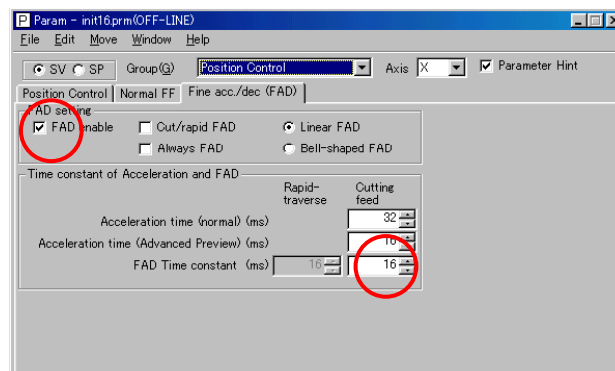 Param - init16.prm(OFF-LINE)
File Edit Move Window Help
SV SP Group(G) Position Control Axis X Parameter Hint
Position Control Normal FF Fine acc./dec (FAD)
FAD setting
FAD enable Cut/rapid FAD Linear FAD
Always FAD Bell-shaped FAD
Time constant of Acceleration and FAD
Rapid-traverse Cutting feed
Acceleration time (normal) (ms) 32
Acceleration time (Advanced Preview) (ms) 16
FAD Time constant (ms) 16 16